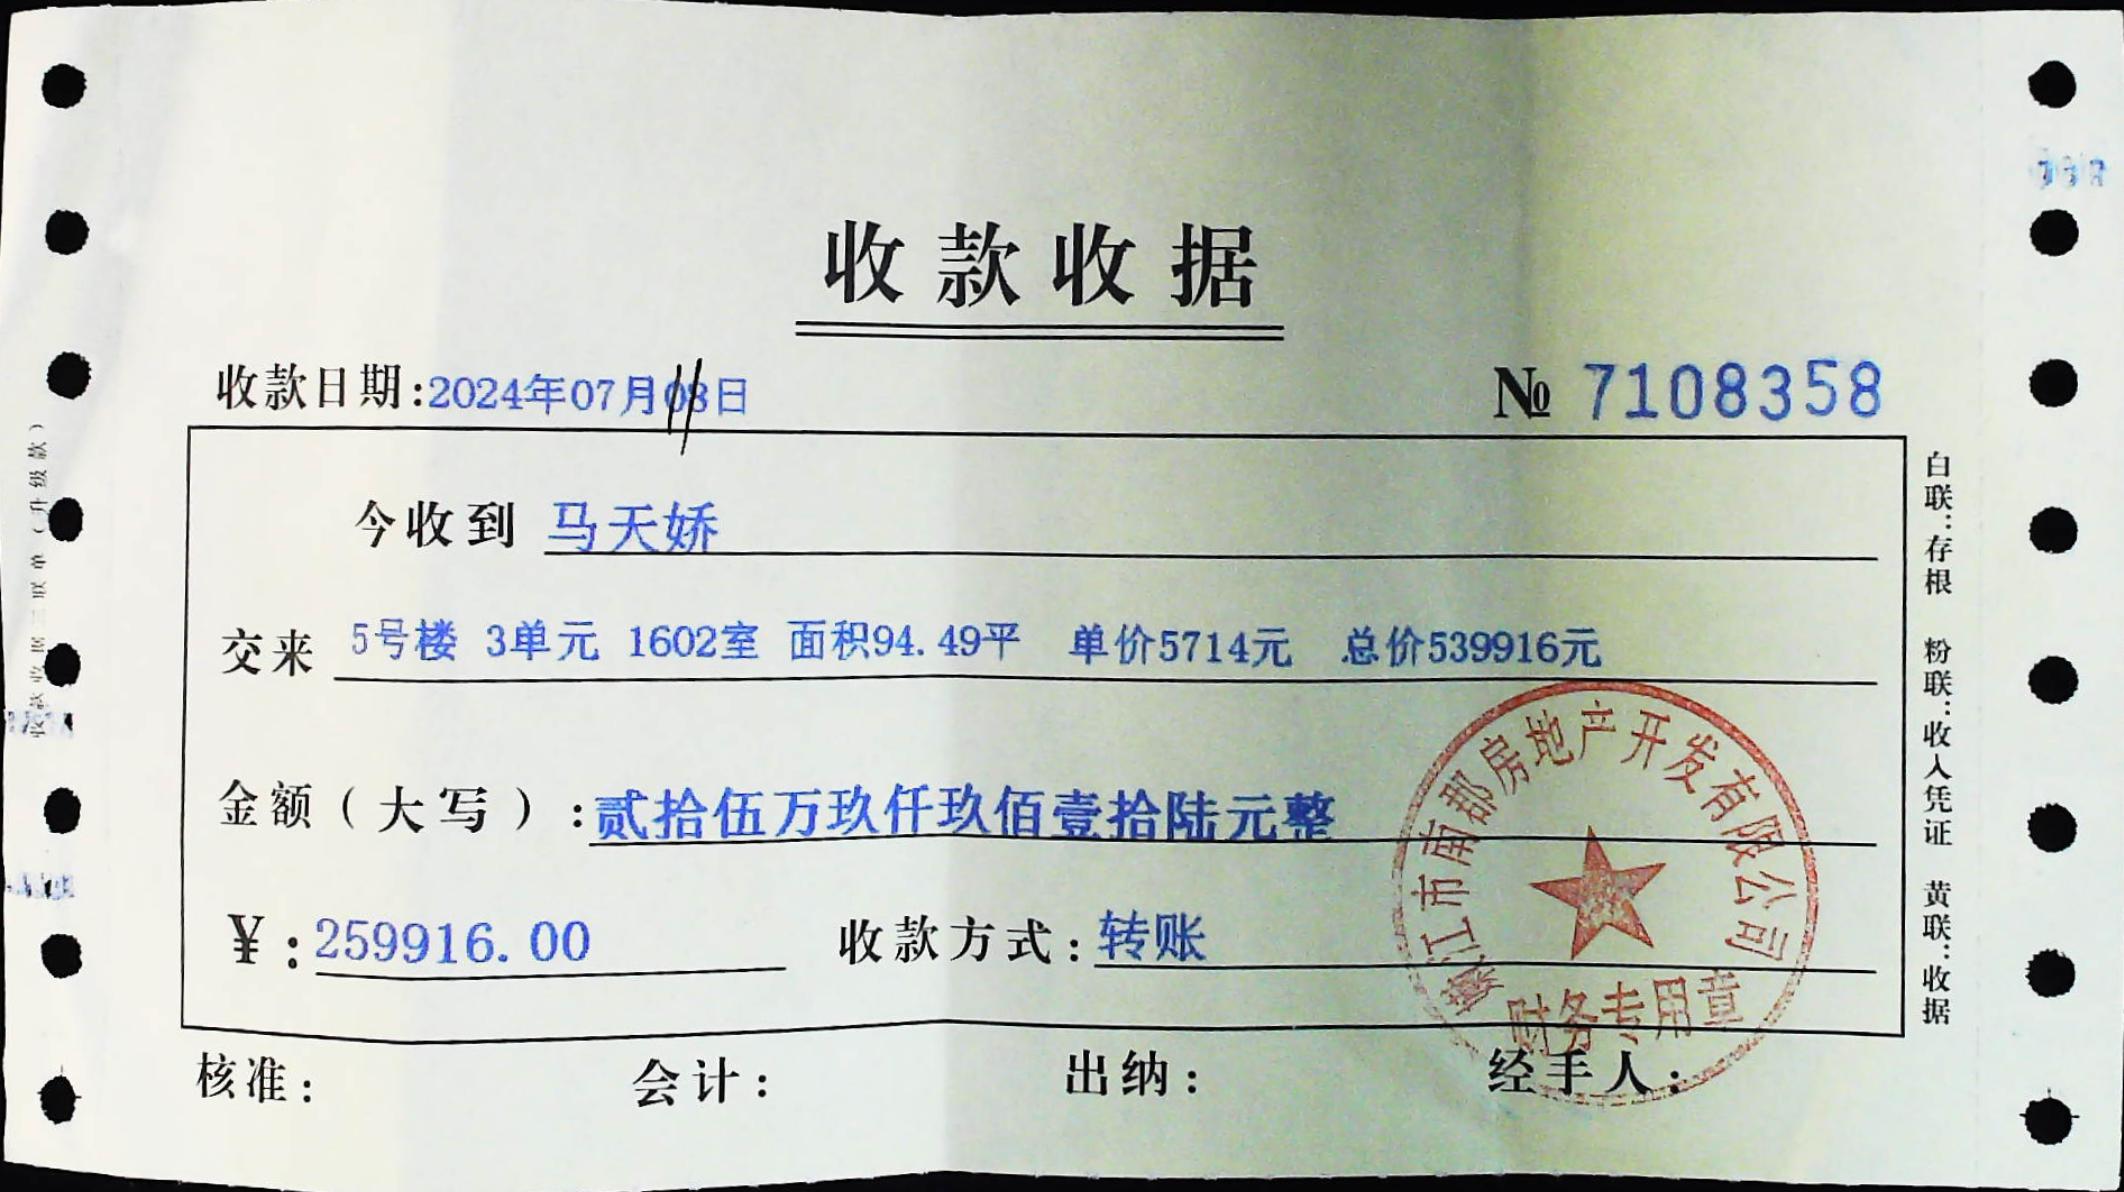 收款收据
收款日期:2024年07月日
№ 7108358
今收到 马天娇
交来 5号楼 3单元 1602室 面积94.49平 单价5714元 总价539916元
金额(大写):贰拾伍万玖仟玖佰壹拾陆元整
¥:259916.00 收款方式:转账
核准: 会计: 出纳: 经手人:
白联:存根 粉联:收入凭证 黄联:收据
嫩江市南郡房地产开发有限公司
财务专用章